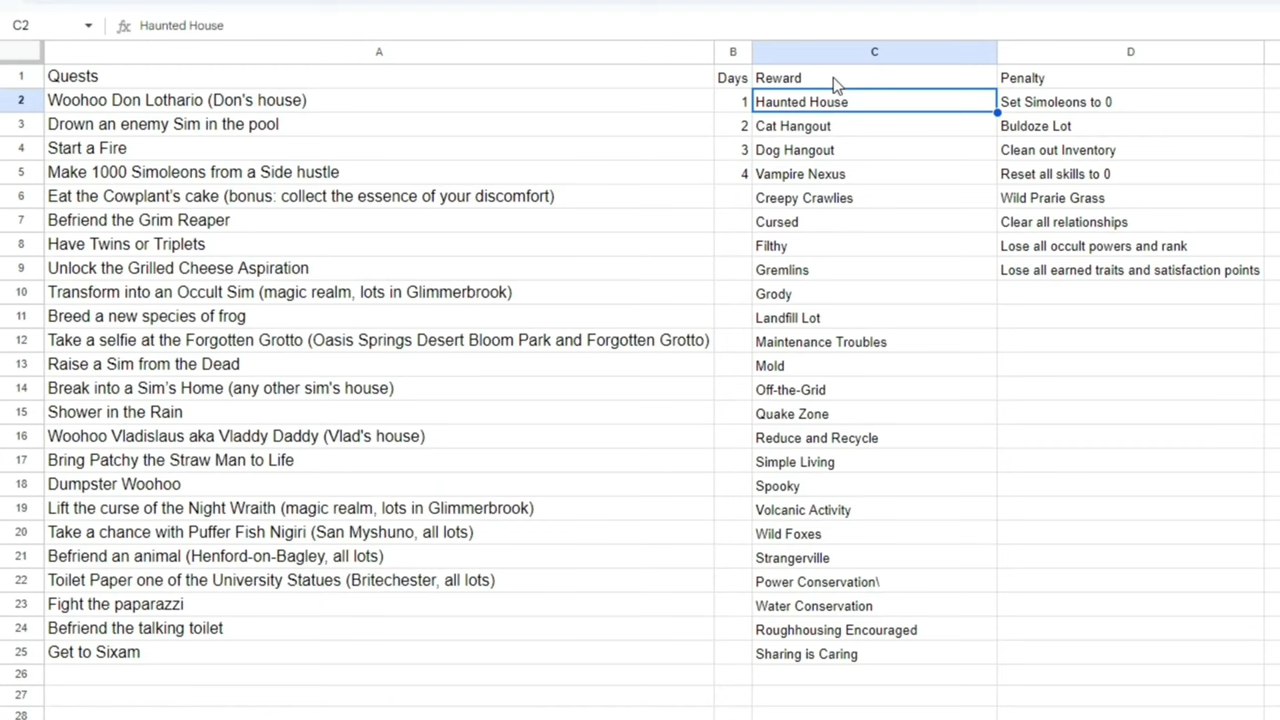 C2 fx Haunted House
A B C D
1 Quests Days Reward Penalty
2 Woohoo Don Lothario (Don's house) 1 Haunted House Set Simoleons to 0
3 Drown an enemy Sim in the pool 2 Cat Hangout Buldoze Lot
4 Start a Fire 3 Dog Hangout Clean out Inventory
5 Make 1000 Simoleons from a Side hustle 4 Vampire Nexus Reset all skills to 0
6 Eat the Cowplant's cake (bonus: collect the essence of your discomfort) Creepy Crawlies Wild Prarie Grass
7 Befriend the Grim Reaper Cursed Clear all relationships
8 Have Twins or Triplets Filthy Lose all occult powers and rank
9 Unlock the Grilled Cheese Aspiration Gremlins Lose all earned traits and satisfaction points
10 Transform into an Occult Sim (magic realm, lots in Glimmerbrook) Grody
11 Breed a new species of frog Landfill Lot
12 Take a selfie at the Forgotten Grotto (Oasis Springs Desert Bloom Park and Forgotten Grotto) Maintenance Troubles
13 Raise a Sim from the Dead Mold
14 Break into a Sim's Home (any other sim's house) Off-the-Grid
15 Shower in the Rain Quake Zone
16 Woohoo Vladislaus aka Vladdy Daddy (Vlad's house) Reduce and Recycle
17 Bring Patchy the Straw Man to Life Simple Living
18 Dumpster Woohoo Spooky
19 Lift the curse of the Night Wraith (magic realm, lots in Glimmerbrook) Volcanic Activity
20 Take a chance with Puffer Fish Nigiri (San Myshuno, all lots) Wild Foxes
21 Befriend an animal (Henford-on-Bagley, all lots) Strangerville
22 Toilet Paper one of the University Statues (Britechester, all lots) Power Conservation\
23 Fight the paparazzi Water Conservation
24 Befriend the talking toilet Roughhousing Encouraged
25 Get to Sixam Sharing is Caring
26
27
28